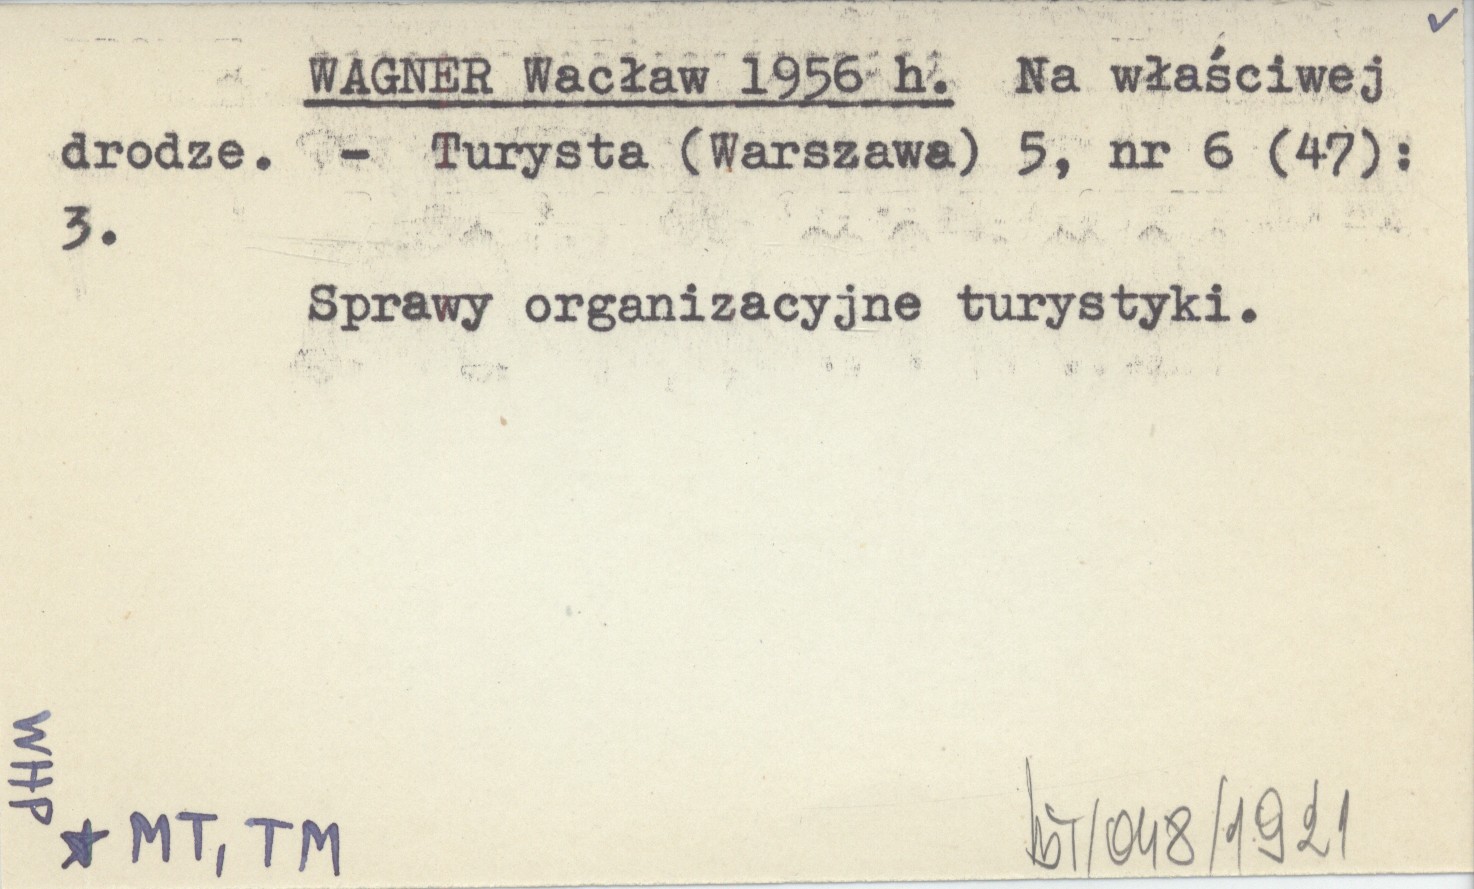 WAGNER Wacław 1956 h. Na właściwej
drodze. - Turysta (Warszawa) 5, nr 6 (47):
3.
Sprawy organizacyjne turystyki.
WHP
★ MT, TM
/048/1921